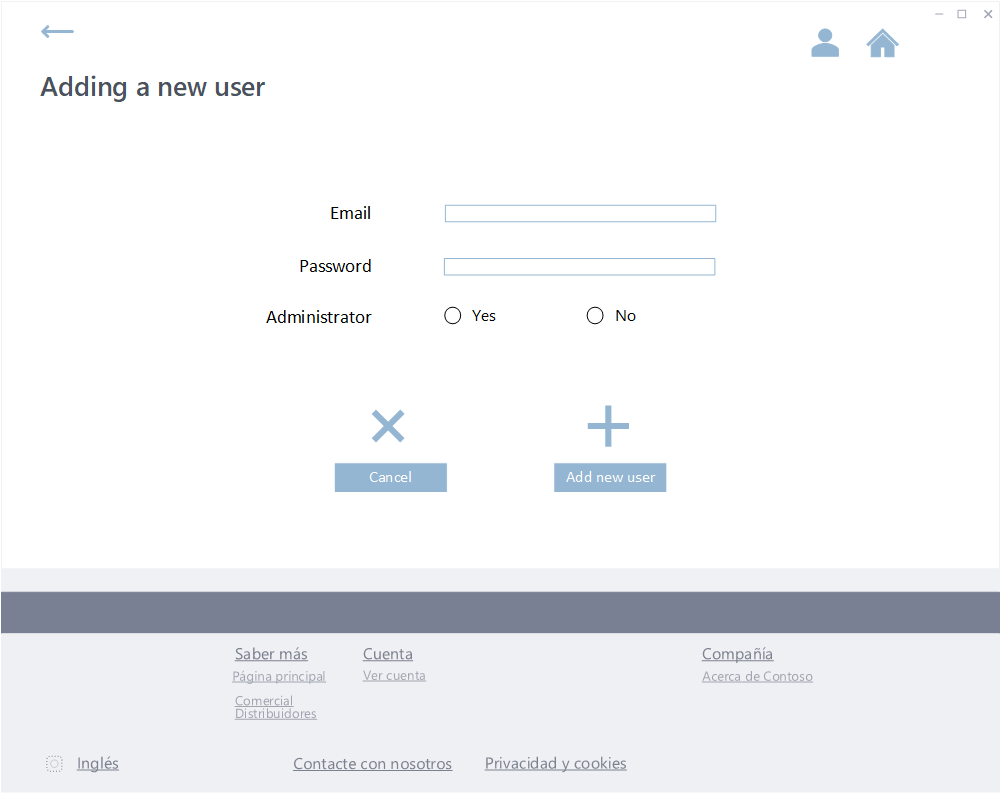 Adding a new user
Email
Password
Administrator Yes No
Cancel Add new user
Saber más Cuenta Compañía
Página principal Ver cuenta Acerca de Contoso
Comercial
Distribuidores
Inglés Contacte con nosotros Privacidad y cookies